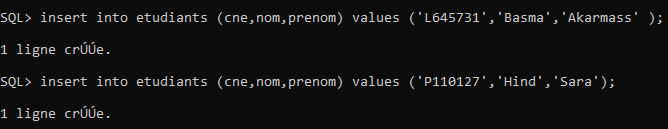 SQL> insert into etudiants (cne,nom,prenom) values ('L645731','Basma','Akarmass' );
1 ligne crÚÚe.
SQL> insert into etudiants (cne,nom,prenom) values ('P110127','Hind','Sara');
1 ligne crÚÚe.